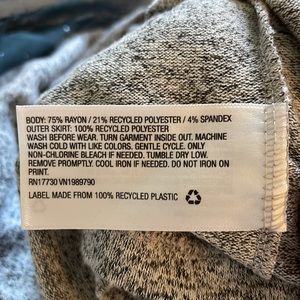 BODY: 75% RAYON / 21% RECYCLED POLYESTER / 4% SPANDEX
OUTER SKIRT: 100% RECYCLED POLYESTER
WASH BEFORE WEAR. TURN GARMENT INSIDE OUT. MACHINE
WASH COLD WITH LIKE COLORS. GENTLE CYCLE. ONLY
NON-CHLORINE BLEACH IF NEEDED. TUMBLE DRY LOW.
REMOVE PROMPTLY. COOL IRON IF NEEDED. DO NOT IRON ON
PRINT.
RN17730 VN1989790
LABEL MADE FROM 100% RECYCLED PLASTIC